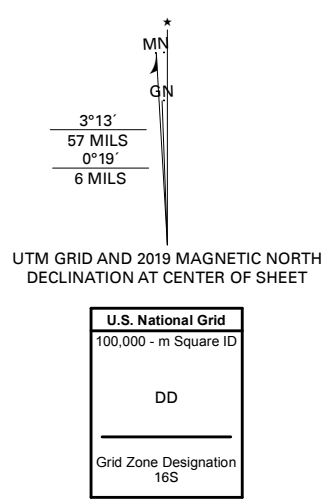 MN
GN
3°13´
57 MILS
0°19´
6 MILS
UTM GRID AND 2019 MAGNETIC NORTH
DECLINATION AT CENTER OF SHEET
U.S. National Grid
100,000 - m Square ID
DD
Grid Zone Designation
16S